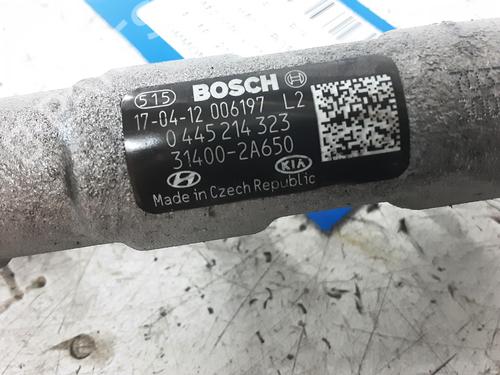 515 BOSCH
17-04-12 006197 L2
0 445 214 323
31400-2A650
KIA
Made in Czech Republic